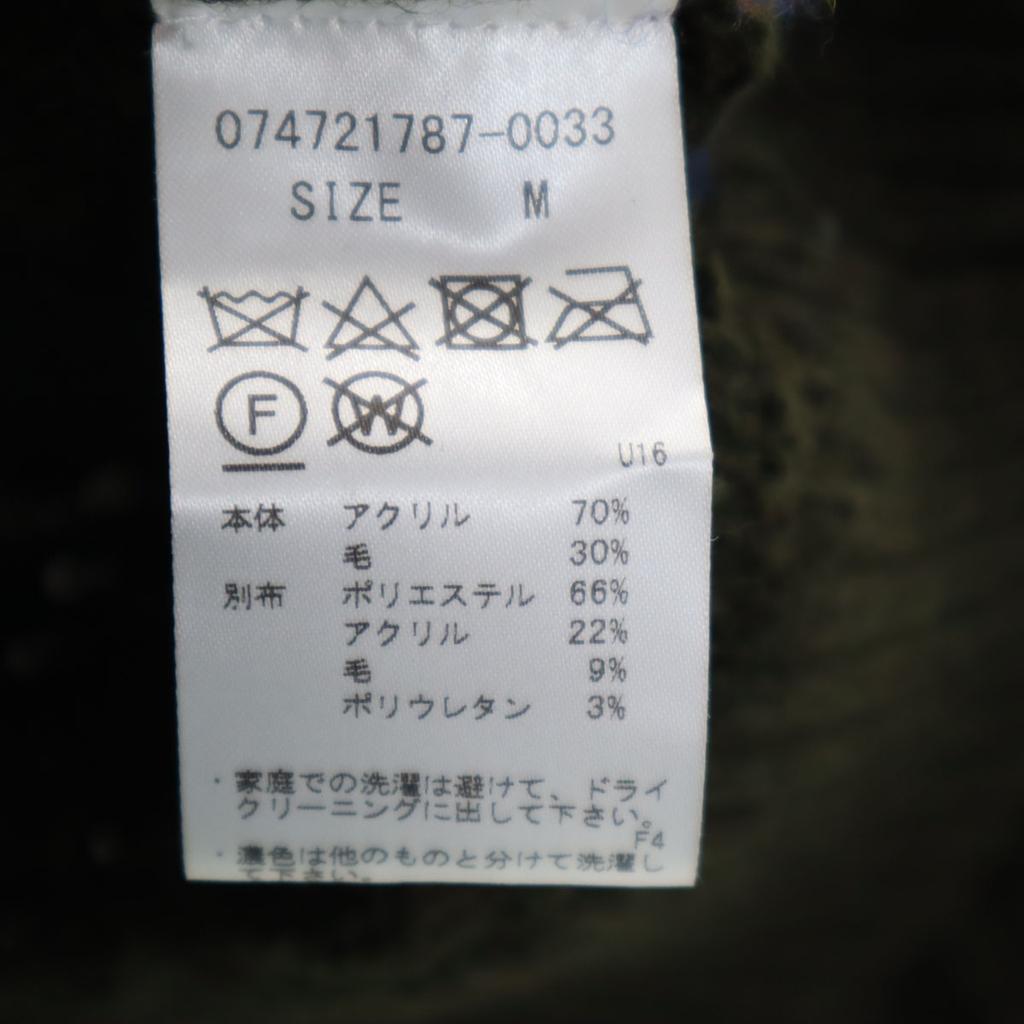 074721787-0033
SIZE M
F W
U16
本体 アクリル 70%
毛 30%
別布 ポリエステル 66%
アクリル 22%
毛 9%
ポリウレタン 3%
・家庭での洗濯は避けて、ドライ
クリーニングに出して下さい。
F4
・濃色は他のものと分けて洗濯し
て下さい。